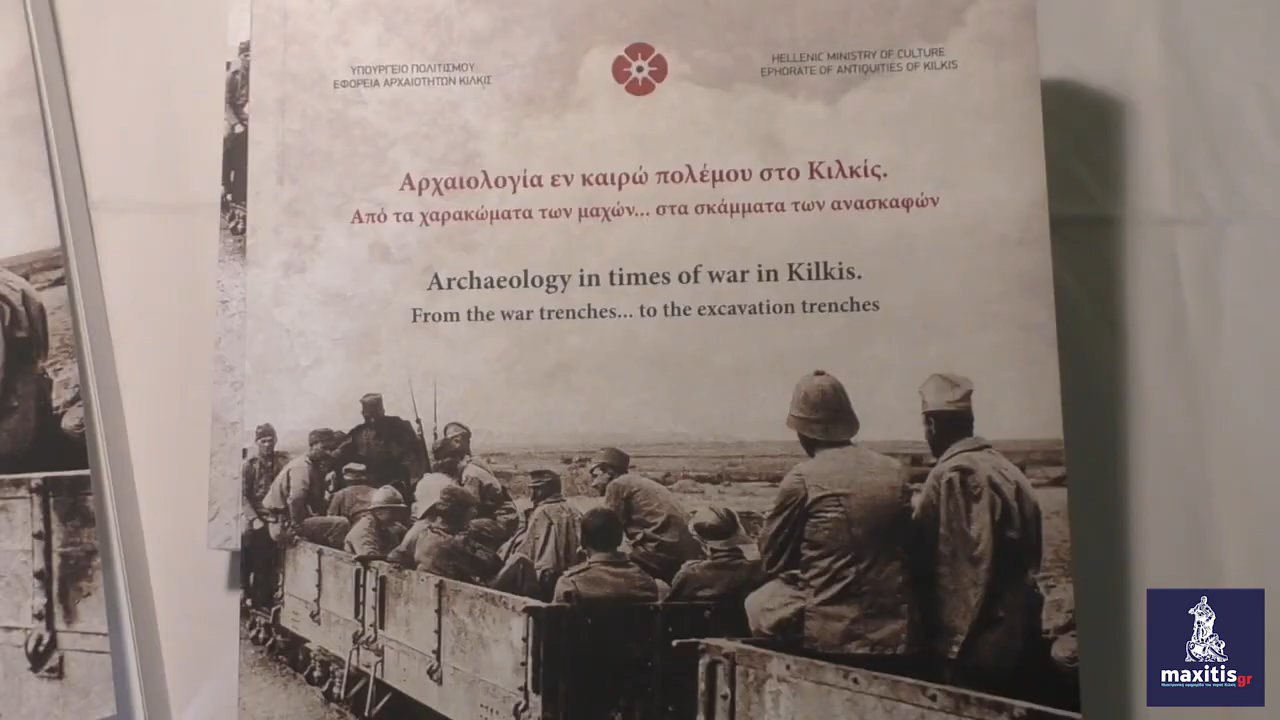 ΥΠΟΥΡΓΕΙΟ ΠΟΛΙΤΙΣΜΟΥ
ΕΦΟΡΕΙΑ ΑΡΧΑΙΟΤΗΤΩΝ ΚΙΛΚΙΣ
HELLENIC MINISTRY OF CULTURE
EPHORATE OF ANTIQUITIES OF KILKIS
Αρχαιολογία εν καιρώ πολέμου στο Κιλκίς.
Από τα χαρακώματα των μαχών... στα σκάμματα των ανασκαφών
Archaeology in times of war in Kilkis.
From the war trenches... to the excavation trenches
maxitis.gr